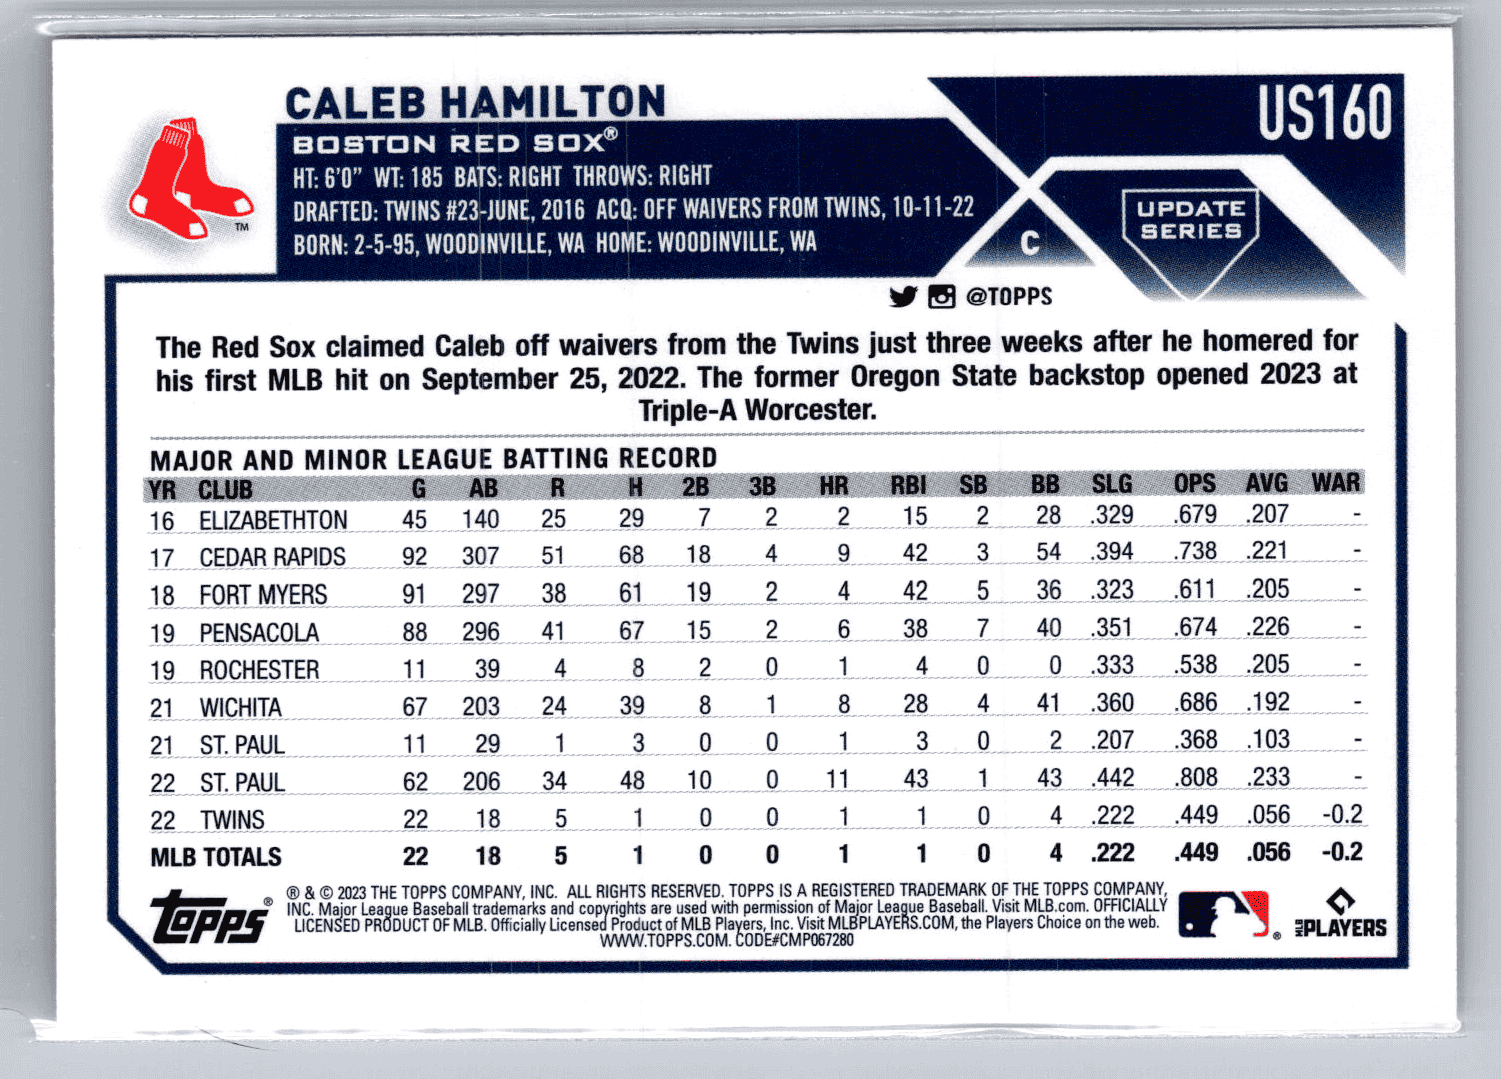 CALEB HAMILTON
US160
BOSTON RED SOX®
HT: 6'0" WT: 185 BATS: RIGHT THROWS: RIGHT
DRAFTED: TWINS #23-JUNE, 2016 ACQ: OFF WAIVERS FROM TWINS, 10-11-22
BORN: 2-5-95, WOODINVILLE, WA HOME: WOODINVILLE, WA
TM
C
UPDATE
SERIES
@TOPPS
The Red Sox claimed Caleb off waivers from the Twins just three weeks after he homered for
his first MLB hit on September 25, 2022. The former Oregon State backstop opened 2023 at
Triple-A Worcester.
MAJOR AND MINOR LEAGUE BATTING RECORD
YR CLUB G AB R H 2B 3B HR RBI SB BB SLG OPS AVG WAR
16 ELIZABETHTON 45 140 25 29 7 2 2 15 2 28 .329 .679 .207 -
17 CEDAR RAPIDS 92 307 51 68 18 4 9 42 3 54 .394 .738 .221 -
18 FORT MYERS 91 297 38 61 19 2 4 42 5 36 .323 .611 .205 -
19 PENSACOLA 88 296 41 67 15 2 6 38 7 40 .351 .674 .226 -
19 ROCHESTER 11 39 4 8 2 0 1 4 0 0 .333 .538 .205 -
21 WICHITA 67 203 24 39 8 1 8 28 4 41 .360 .686 .192 -
21 ST. PAUL 11 29 1 3 0 0 1 3 0 2 .207 .368 .103 -
22 ST. PAUL 62 206 34 48 10 0 11 43 1 43 .442 .808 .233 -
22 TWINS 22 18 5 1 0 0 1 1 0 4 .222 .449 .056 -0.2
MLB TOTALS 22 18 5 1 0 0 1 1 0 4 .222 .449 .056 -0.2
Topps®
® & © 2023 THE TOPPS COMPANY, INC. ALL RIGHTS RESERVED. TOPPS IS A REGISTERED TRADEMARK OF THE TOPPS COMPANY,
INC. Major League Baseball trademarks and copyrights are used with permission of Major League Baseball. Visit MLB.com. OFFICIALLY
LICENSED PRODUCT OF MLB. Officially Licensed Product of MLB Players, Inc. Visit MLBPLAYERS.COM, the Players Choice on the web.
WWW.TOPPS.COM. CODE#CMP067280
®
MLB PLAYERS